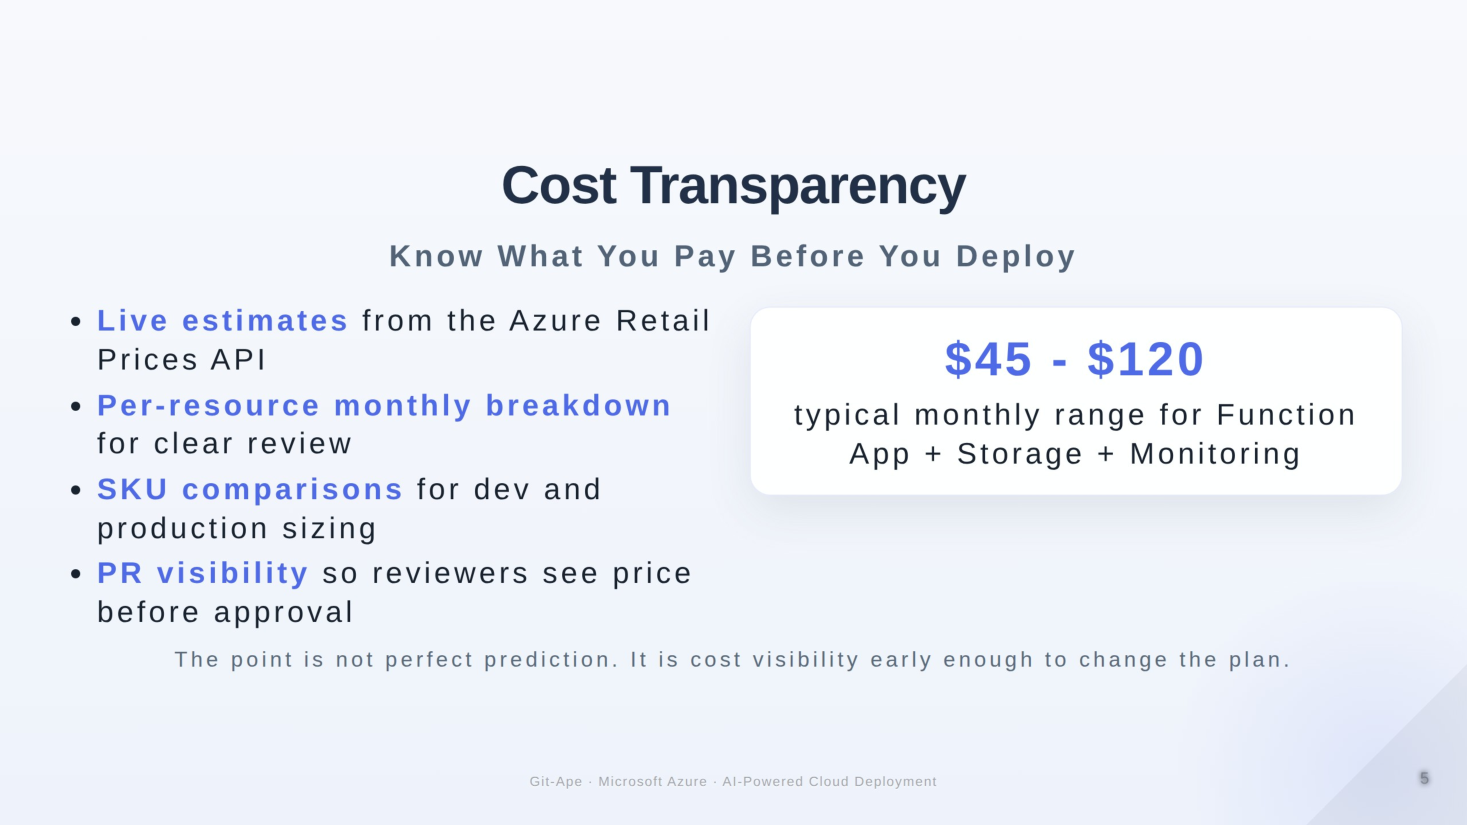 Cost Transparency
Know What You Pay Before You Deploy
• Live estimates from the Azure Retail
Prices API
• Per-resource monthly breakdown
for clear review
• SKU comparisons for dev and
production sizing
• PR visibility so reviewers see price
before approval
$45 - $120
typical monthly range for Function
App + Storage + Monitoring
The point is not perfect prediction. It is cost visibility early enough to change the plan.
Git-Ape · Microsoft Azure · AI-Powered Cloud Deployment
5